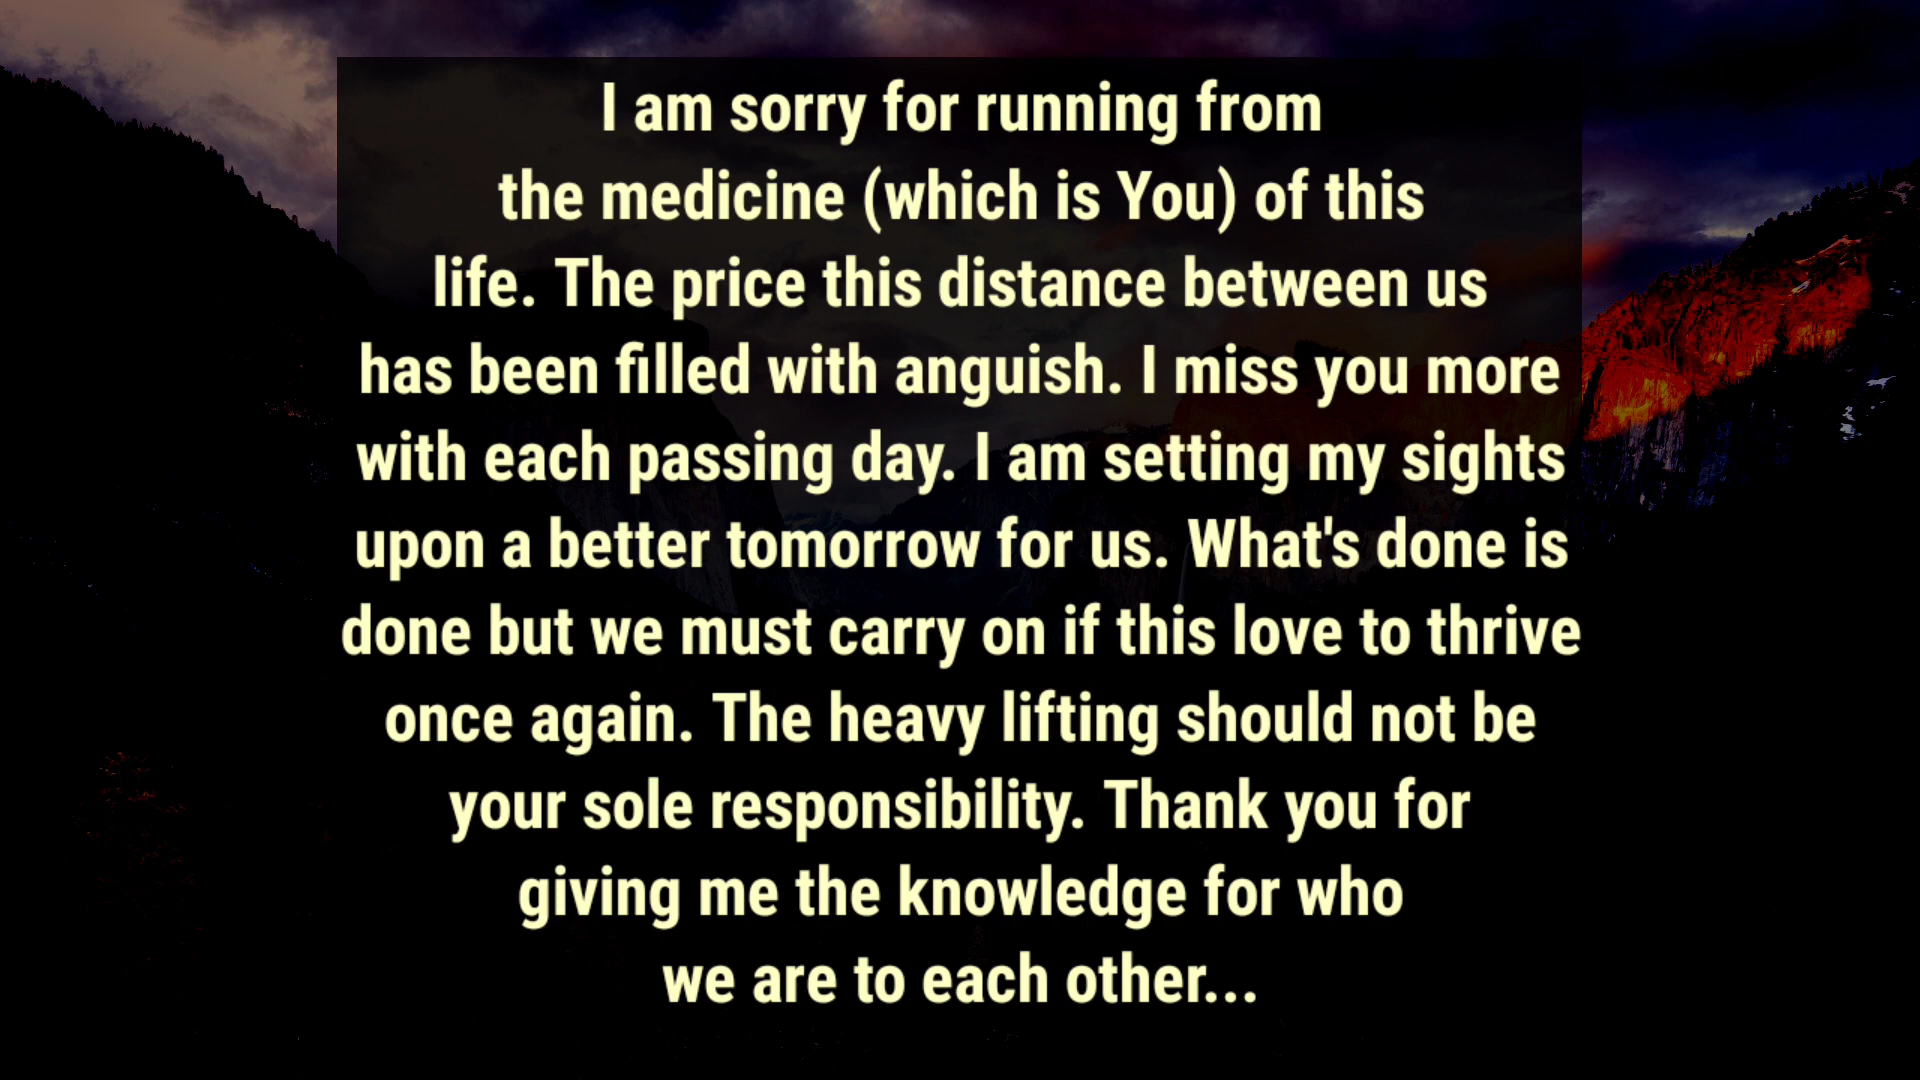 I am sorry for running from
the medicine (which is You) of this
life. The price this distance between us
has been filled with anguish. I miss you more
with each passing day. I am setting my sights
upon a better tomorrow for us. What's done is
done but we must carry on if this love to thrive
once again. The heavy lifting should not be
your sole responsibility. Thank you for
giving me the knowledge for who
we are to each other...